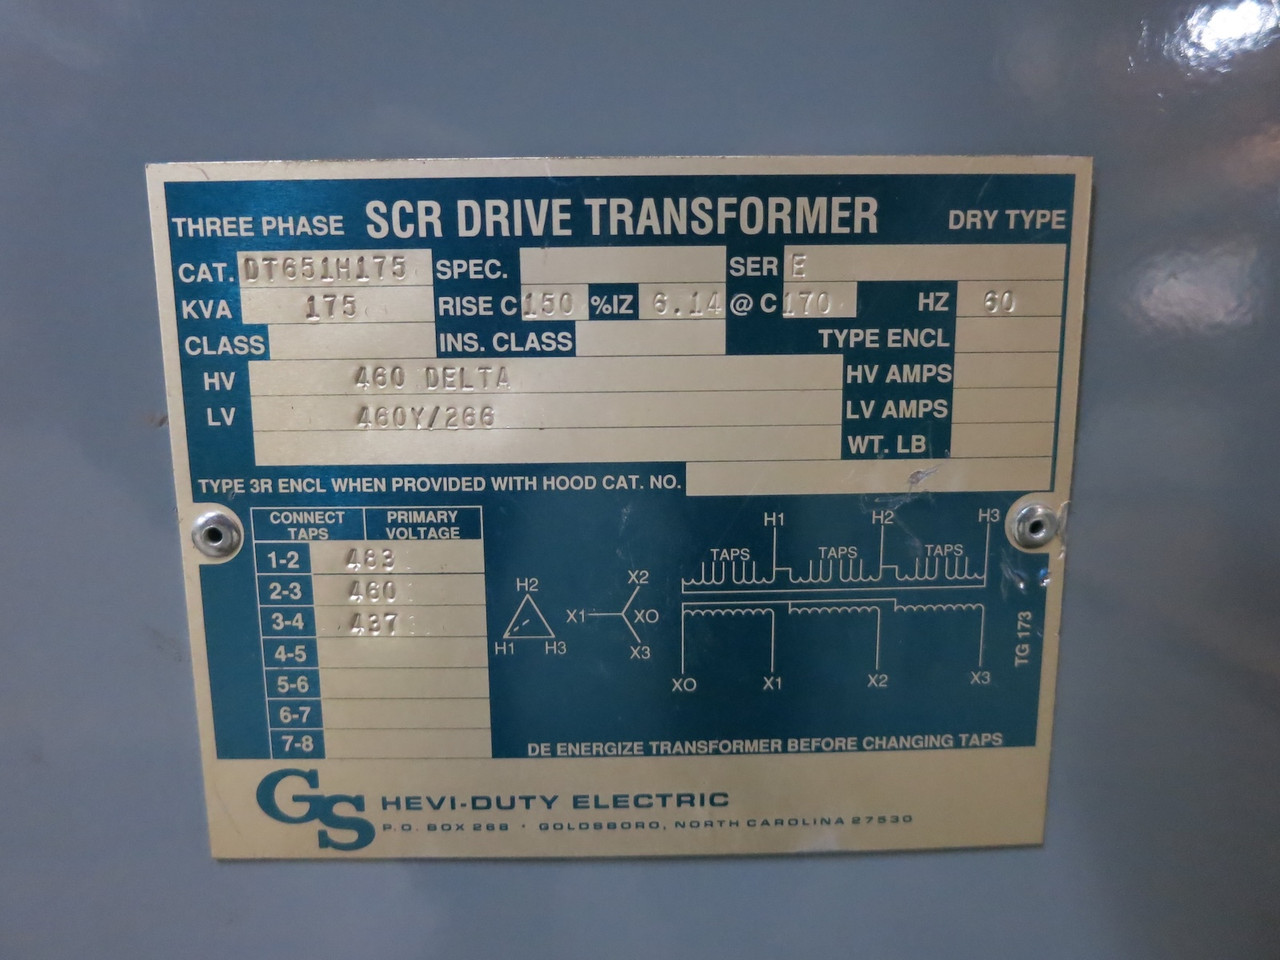 THREE PHASE SCR DRIVE TRANSFORMER DRY TYPE
CAT. DT651H175 SPEC. SER E
KVA 175 RISE C 150 %IZ 6.14 @ C 170 HZ 60
CLASS INS. CLASS TYPE ENCL
HV 460 DELTA HV AMPS
LV 460Y/266 LV AMPS
WT. LB
TYPE 3R ENCL WHEN PROVIDED WITH HOOD CAT. NO.
CONNECT TAPS PRIMARY VOLTAGE
1-2 483
2-3 460
3-4 437
4-5
5-6
6-7
7-8
H2
H1 H3
X2
X1 XO
X3
H1 H2 H3
TAPS TAPS TAPS
XO X1 X2 X3
TG 173
DE ENERGIZE TRANSFORMER BEFORE CHANGING TAPS
GS HEVI-DUTY ELECTRIC
P.O. BOX 268 • GOLDSBORO, NORTH CAROLINA 27530